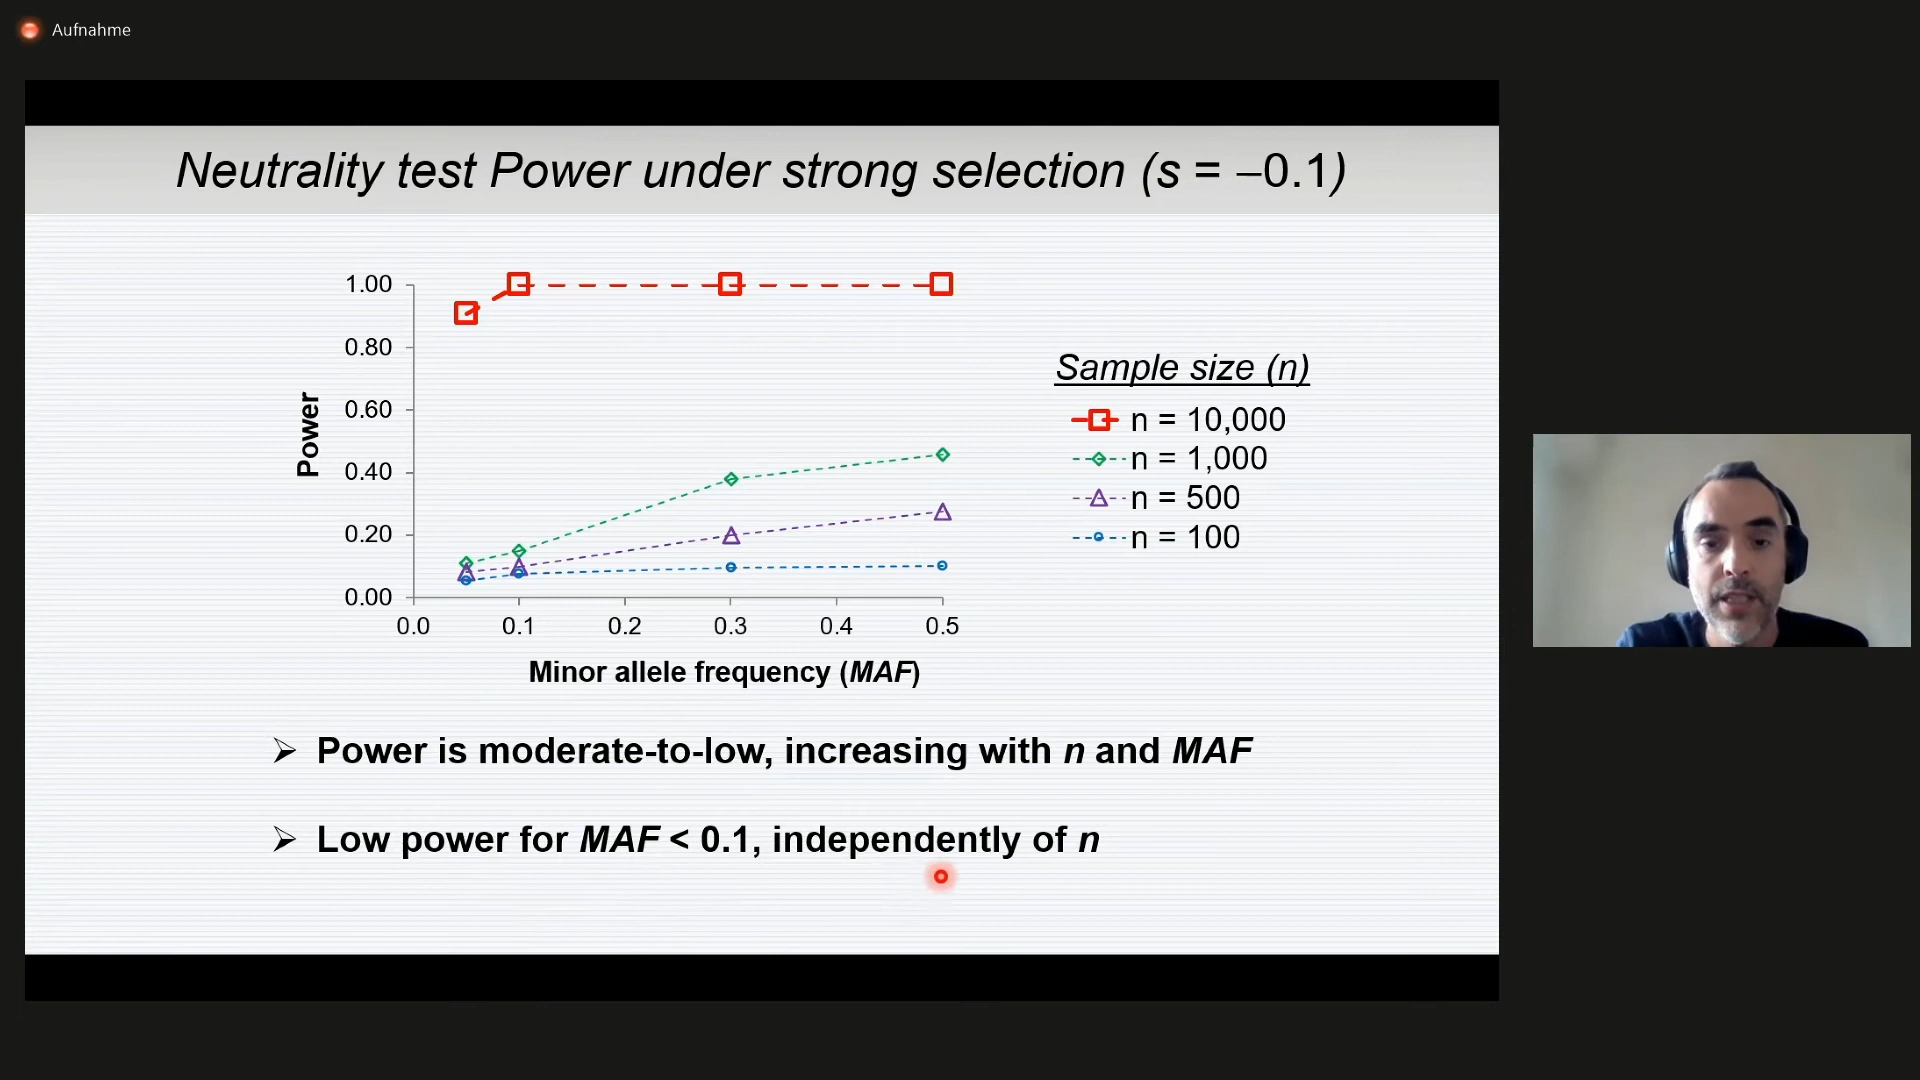 Aufnahme
Neutrality test Power under strong selection (s = –0.1)
1.00
0.80
0.60
0.40
0.20
0.00
Power
0.0 0.1 0.2 0.3 0.4 0.5
Minor allele frequency (MAF)
Sample size (n)
n = 10,000
n = 1,000
n = 500
n = 100
➢ Power is moderate-to-low, increasing with n and MAF
➢ Low power for MAF < 0.1, independently of n